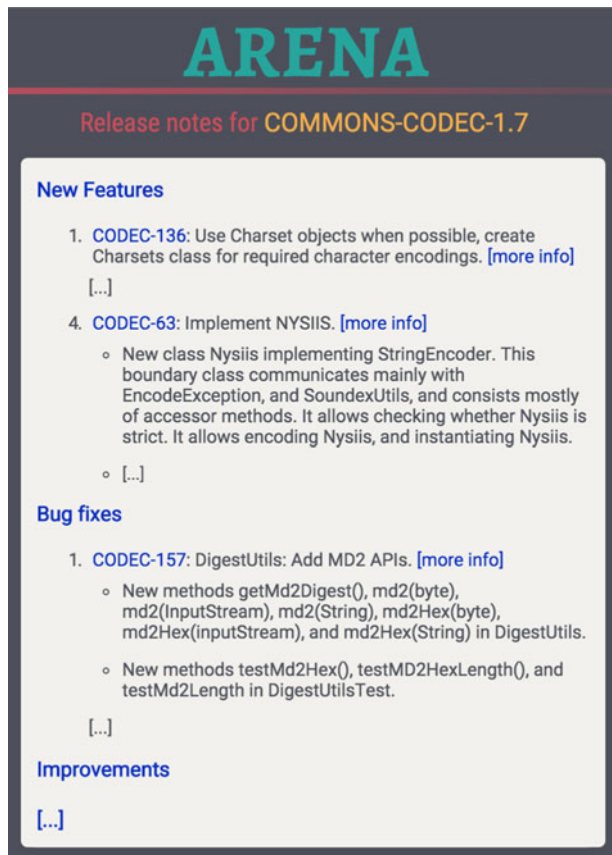 ARENA
Release notes for COMMONS-CODEC-1.7
New Features
1. CODEC-136: Use Charset objects when possible, create
Charsets class for required character encodings. [more info]
[...]
4. CODEC-63: Implement NYSIIS. [more info]
◦ New class Nysiis implementing StringEncoder. This
boundary class communicates mainly with
EncodeException, and SoundexUtils, and consists mostly
of accessor methods. It allows checking whether Nysiis is
strict. It allows encoding Nysiis, and instantiating Nysiis.
◦ [...]
Bug fixes
1. CODEC-157: DigestUtils: Add MD2 APIs. [more info]
◦ New methods getMd2Digest(), md2(byte),
md2(InputStream), md2(String), md2Hex(byte),
md2Hex(inputStream), and md2Hex(String) in DigestUtils.
◦ New methods testMd2Hex(), testMD2HexLength(), and
testMd2Length in DigestUtilsTest.
[...]
Improvements
[...]